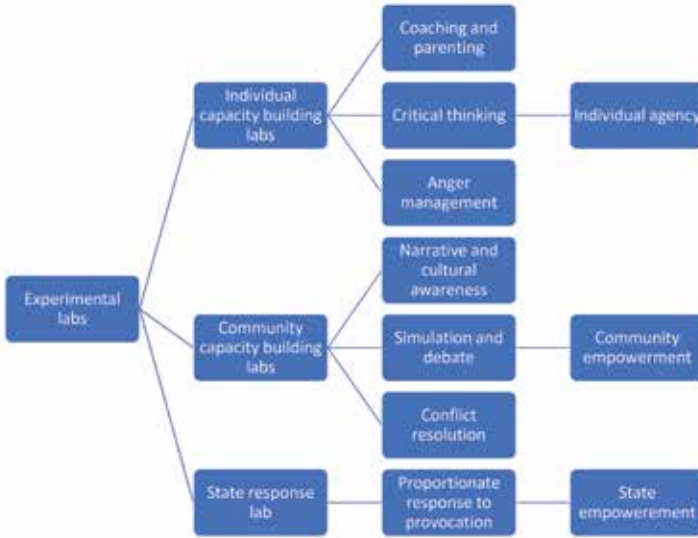 Coaching and
parenting
Individual
capacity building
labs
Critical thinking
Individual agency
Anger
management
Narrative and
cultural
awareness
Experimental
labs
Community
capacity building
labs
Simulation and
debate
Community
empowerment
Conflict
resolution
State response
lab
Proportionate
response to
provocation
State
empowerement